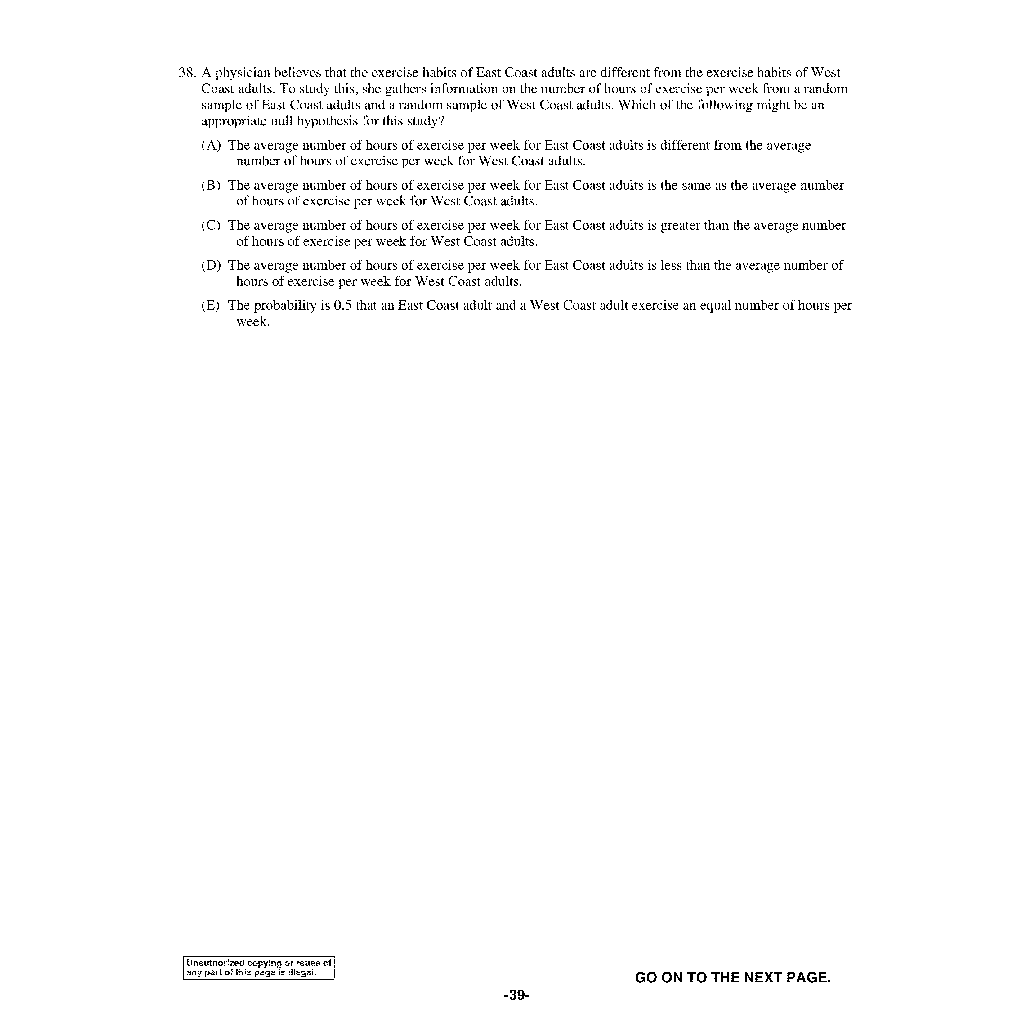 38. A physician believes that the exercise habits of East Coast adults are different from the exercise habits of West
Coast adults. To study this, she gathers information on the number of hours of exercise per week from a random
sample of East Coast adults and a random sample of West Coast adults. Which of the following might be an
appropriate null hypothesis for this study?
(A) The average number of hours of exercise per week for East Coast adults is different from the average
number of hours of exercise per week for West Coast adults.
(B) The average number of hours of exercise per week for East Coast adults is the same as the average number
of hours of exercise per week for West Coast adults.
(C) The average number of hours of exercise per week for East Coast adults is greater than the average number
of hours of exercise per week for West Coast adults.
(D) The average number of hours of exercise per week for East Coast adults is less than the average number of
hours of exercise per week for West Coast adults.
(E) The probability is 0.5 that an East Coast adult and a West Coast adult exercise an equal number of hours per
week.
Unauthorized copying or reuse of
any part of this page is illegal.
GO ON TO THE NEXT PAGE.
-39-